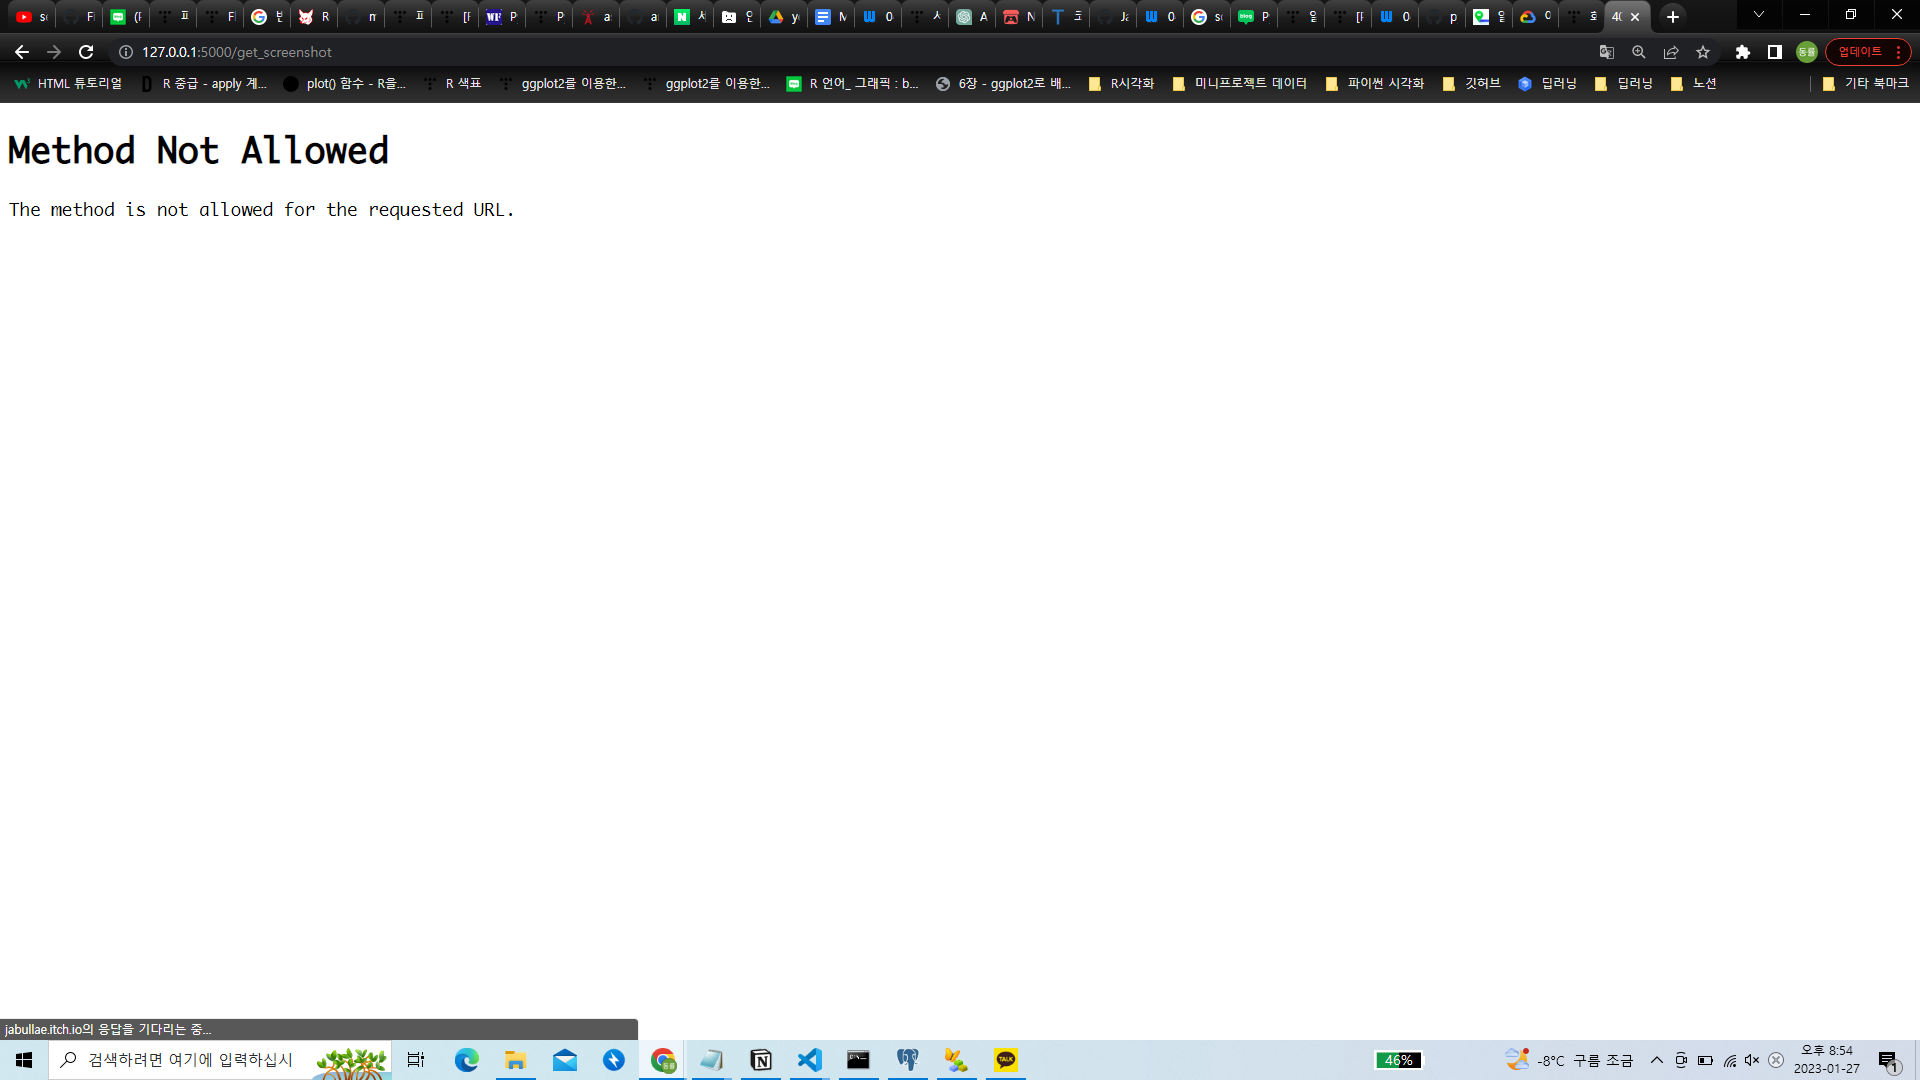 127.0.0.1:5000/get_screenshot
업데이트
HTML 튜토리얼
R 중급 - apply 계...
plot() 함수 - R을...
R 색표
ggplot2를 이용한...
ggplot2를 이용한...
R 언어_ 그래픽 : b...
6장 - ggplot2로 배...
R시각화
미니프로젝트 데이터
파이썬 시각화
깃허브
딥러닝
딥러닝
노션
기타 북마크
Method Not Allowed
The method is not allowed for the requested URL.
jabullae.itch.io의 응답을 기다리는 중...
검색하려면 여기에 입력하십시
46%
-8°C 구름 조금
오후 8:54
2023-01-27
1